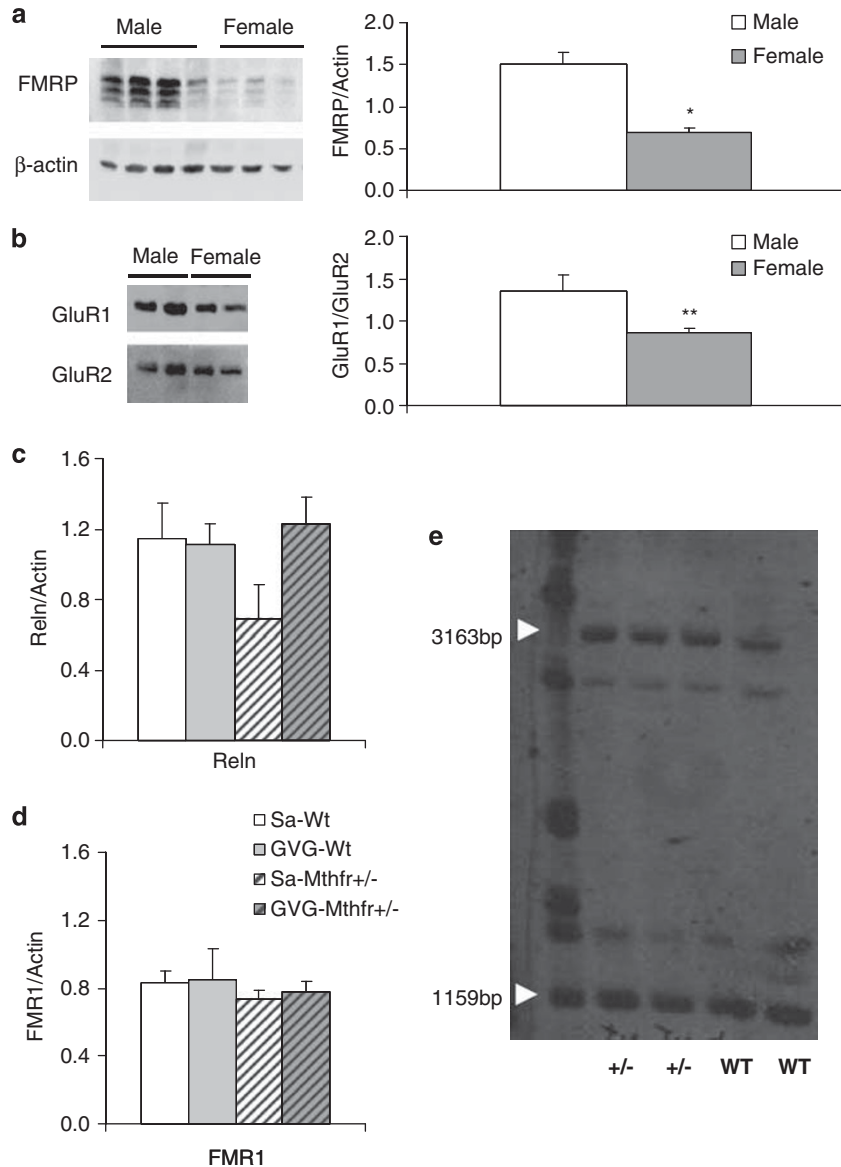 a
Male Female
FMRP
β-actin
FMRP/Actin
2.0
1.5
1.0
0.5
0.0
*
Male
Female
b
Male Female
GluR1
GluR2
GluR1/GluR2
2.0
1.5
1.0
0.5
0.0
**
Male
Female
c
Reln/Actin
1.6
1.2
0.8
0.4
0.0
Reln
d
Sa-Wt
GVG-Wt
Sa-Mthfr+/-
GVG-Mthfr+/-
FMR1/Actin
1.6
1.2
0.8
0.4
0.0
FMR1
e
3163bp
1159bp
+/- +/- WT WT